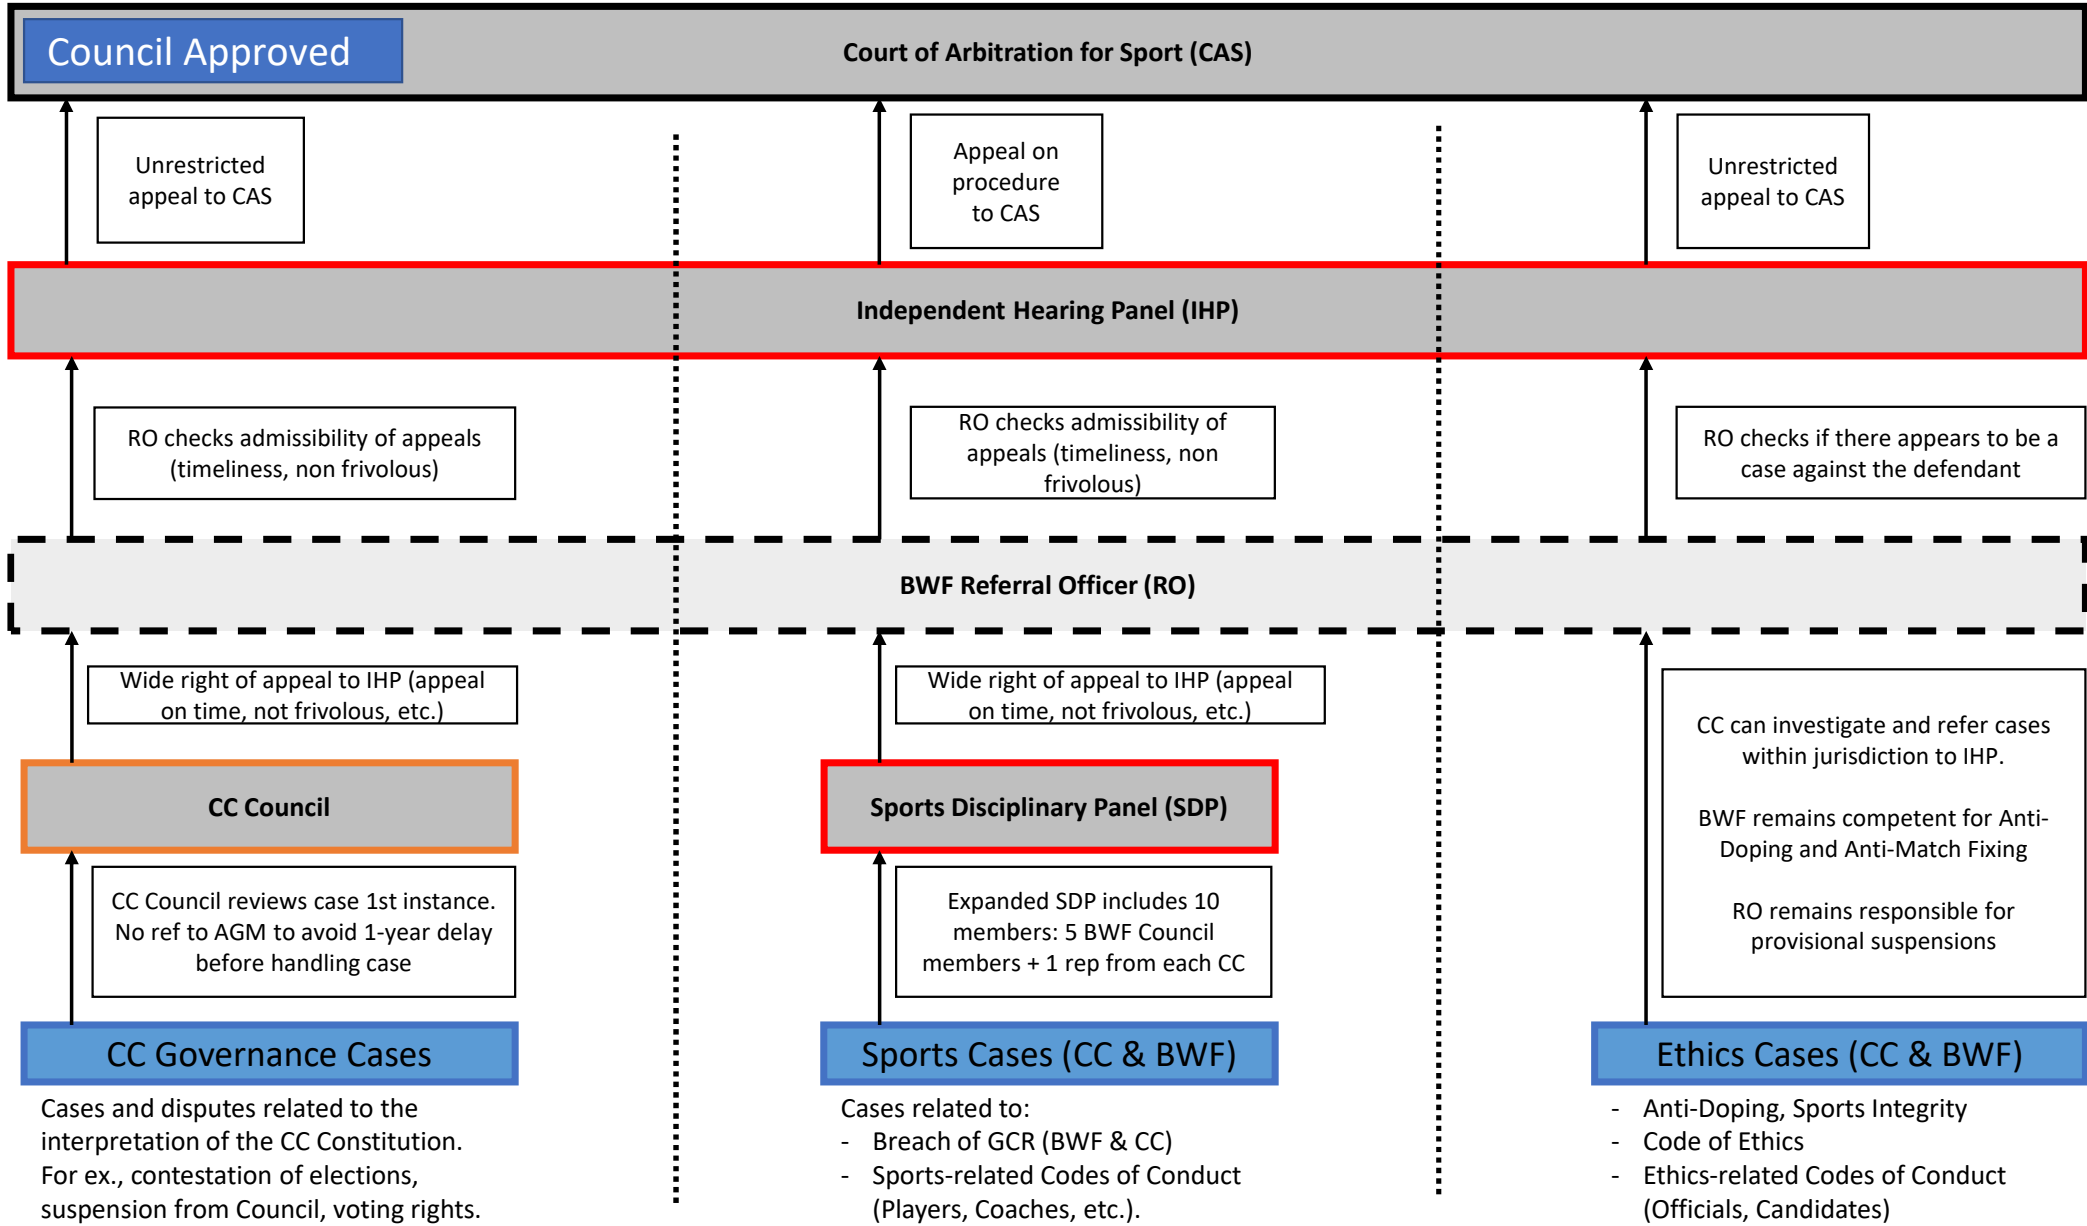 Council Approved
Court of Arbitration for Sport (CAS)
Unrestricted
appeal to CAS
Appeal on
procedure
to CAS
Unrestricted
appeal to CAS
Independent Hearing Panel (IHP)
RO checks admissibility of appeals
(timeliness, non frivolous)
RO checks admissibility of
appeals (timeliness, non
frivolous)
RO checks if there appears to be a
case against the defendant
BWF Referral Officer (RO)
Wide right of appeal to IHP (appeal
on time, not frivolous, etc.)
Wide right of appeal to IHP (appeal
on time, not frivolous, etc.)
CC can investigate and refer cases
within jurisdiction to IHP.
BWF remains competent for Anti-
Doping and Anti-Match Fixing
RO remains responsible for
provisional suspensions
CC Council
Sports Disciplinary Panel (SDP)
CC Council reviews case 1st instance.
No ref to AGM to avoid 1-year delay
before handling case
Expanded SDP includes 10
members: 5 BWF Council
members + 1 rep from each CC
CC Governance Cases
Sports Cases (CC & BWF)
Ethics Cases (CC & BWF)
Cases and disputes related to the
interpretation of the CC Constitution.
For ex., contestation of elections,
suspension from Council, voting rights.
Cases related to:
- Breach of GCR (BWF & CC)
- Sports-related Codes of Conduct
(Players, Coaches, etc.).
- Anti-Doping, Sports Integrity
- Code of Ethics
- Ethics-related Codes of Conduct
(Officials, Candidates)